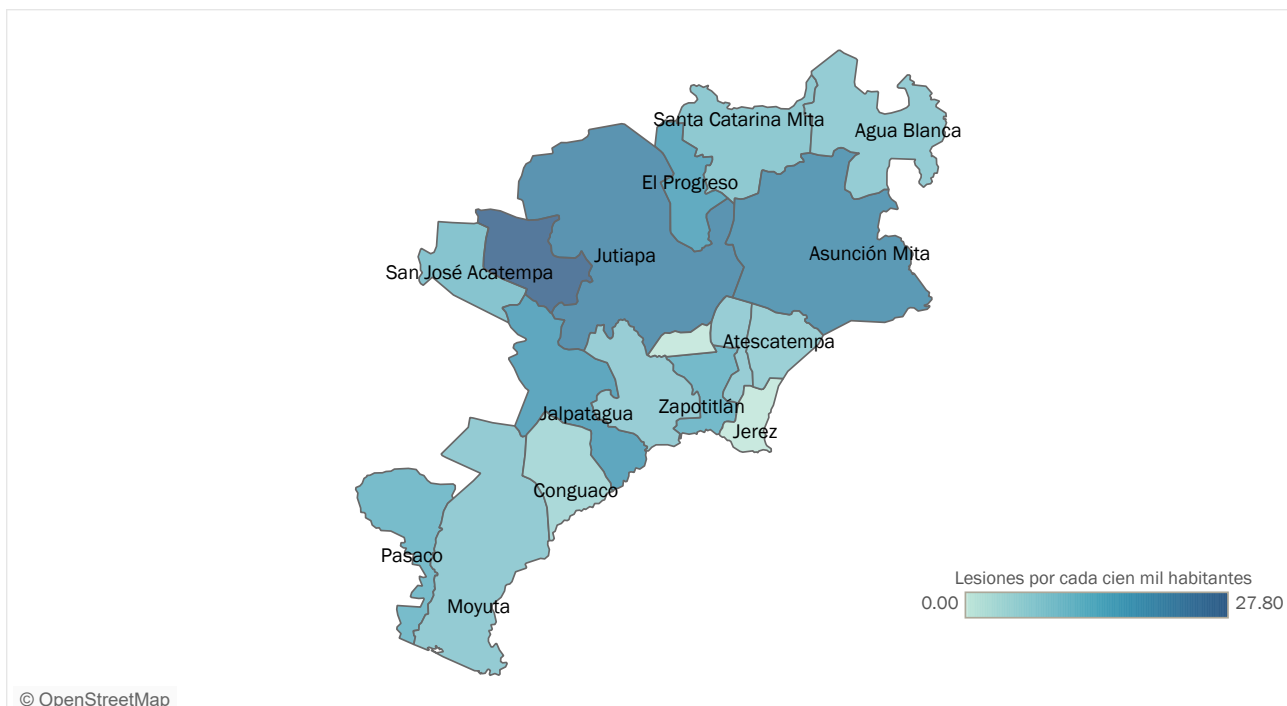 Santa Catarina Mita
Agua Blanca
El Progreso
Asunción Mita
Jutiapa
San José Acatempa
Atescatempa
Zapotitlán
Jalpatagua
Jerez
Conguaco
Pasaco
Moyuta
Lesiones por cada cien mil habitantes
0.00 27.80
© OpenStreetMap